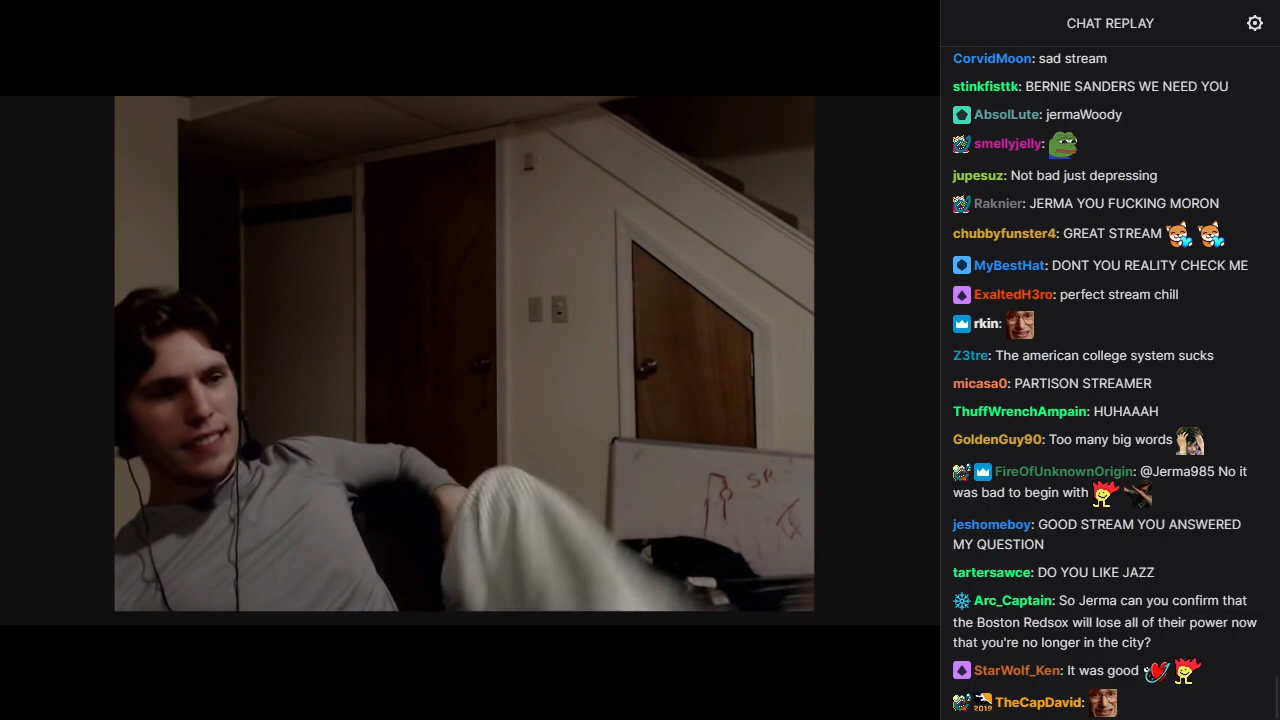 CHAT REPLAY
CorvidMoon: sad stream
stinkfisttk: BERNIE SANDERS WE NEED YOU
AbsolLute: jermaWoody
smellyjelly:
jupesuz: Not bad just depressing
Raknier: JERMA YOU FUCKING MORON
chubbyfunster4: GREAT STREAM
MyBestHat: DONT YOU REALITY CHECK ME
ExaltedH3ro: perfect stream chill
rkin:
Z3tre: The american college system sucks
micasa0: PARTISON STREAMER
ThuffWrenchAmpain: HUHAAAH
GoldenGuy90: Too many big words
FireOfUnknownOrigin: @Jerma985 No it
was bad to begin with
jeshomeboy: GOOD STREAM YOU ANSWERED
MY QUESTION
tartersawce: DO YOU LIKE JAZZ
Arc_Captain: So Jerma can you confirm that
the Boston Redsox will lose all of their power now
that you're no longer in the city?
StarWolf_Ken: It was good
2019 TheCapDavid: